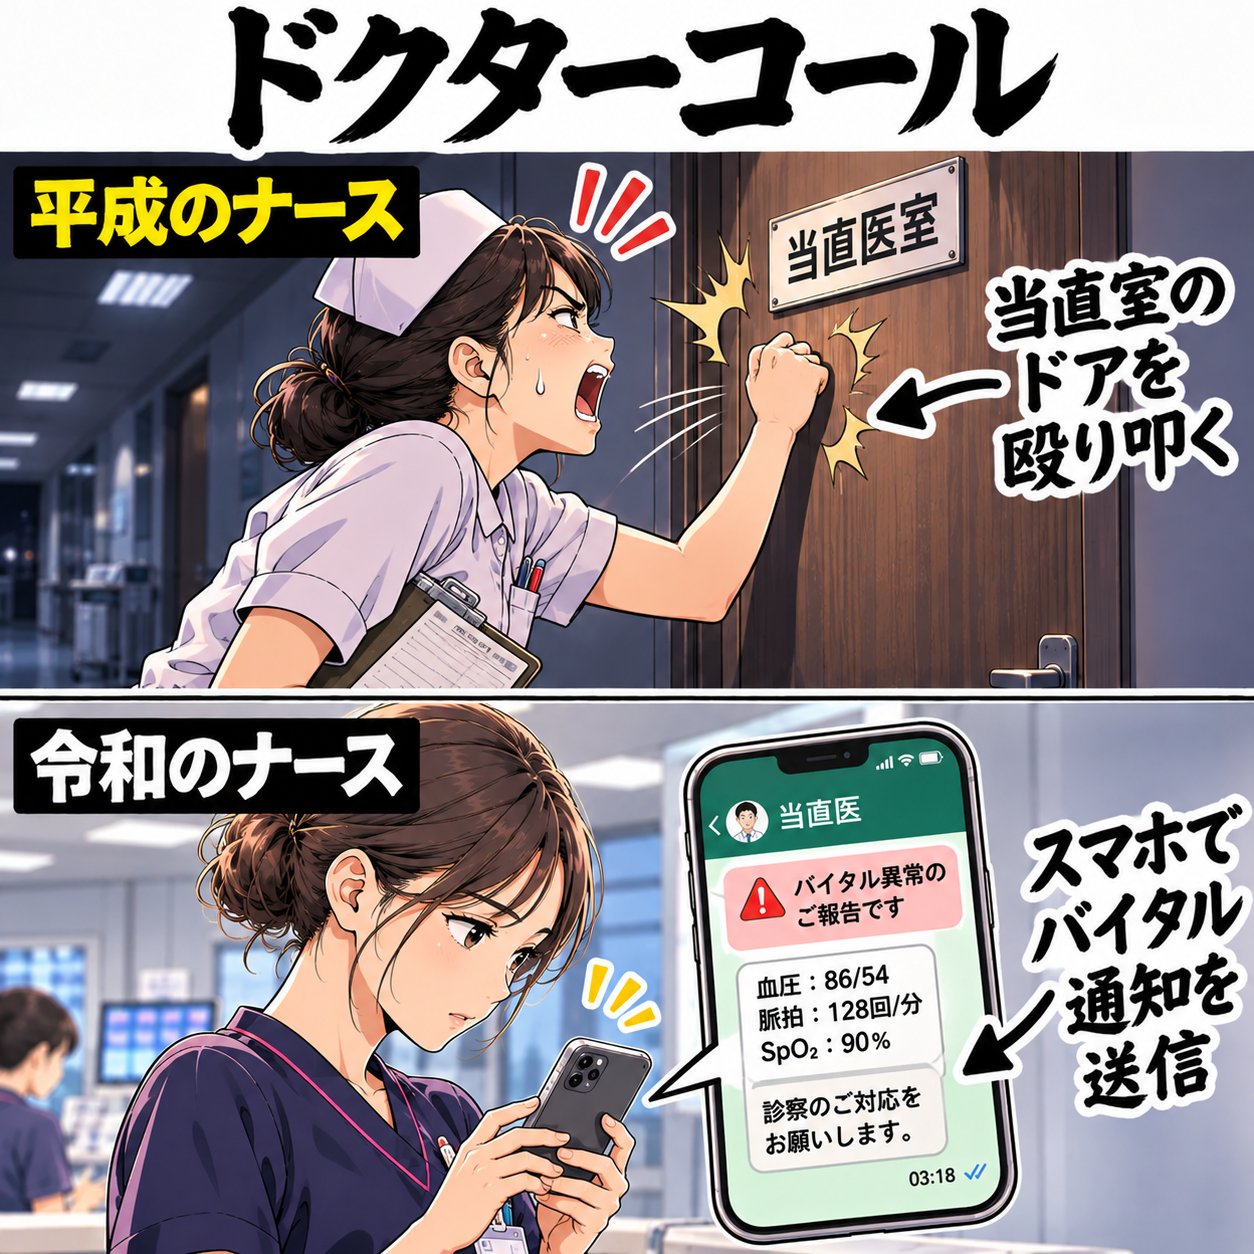 ドクターコール
平成のナース
当直医室
当直室の
ドアを
殴り叩く
令和のナース
当直医
バイタル異常の
ご報告です
血圧：86/54
脈拍：128回/分
SpO₂：90%
診察のご対応を
お願いします。
03:18
スマホで
バイタル
通知を
送信